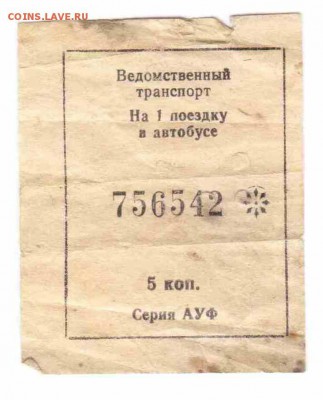 COINS.LAVE.RU
Ведомственный
транспорт
На 1 поездку
в автобусе
756542
5 коп.
Серия АУФ